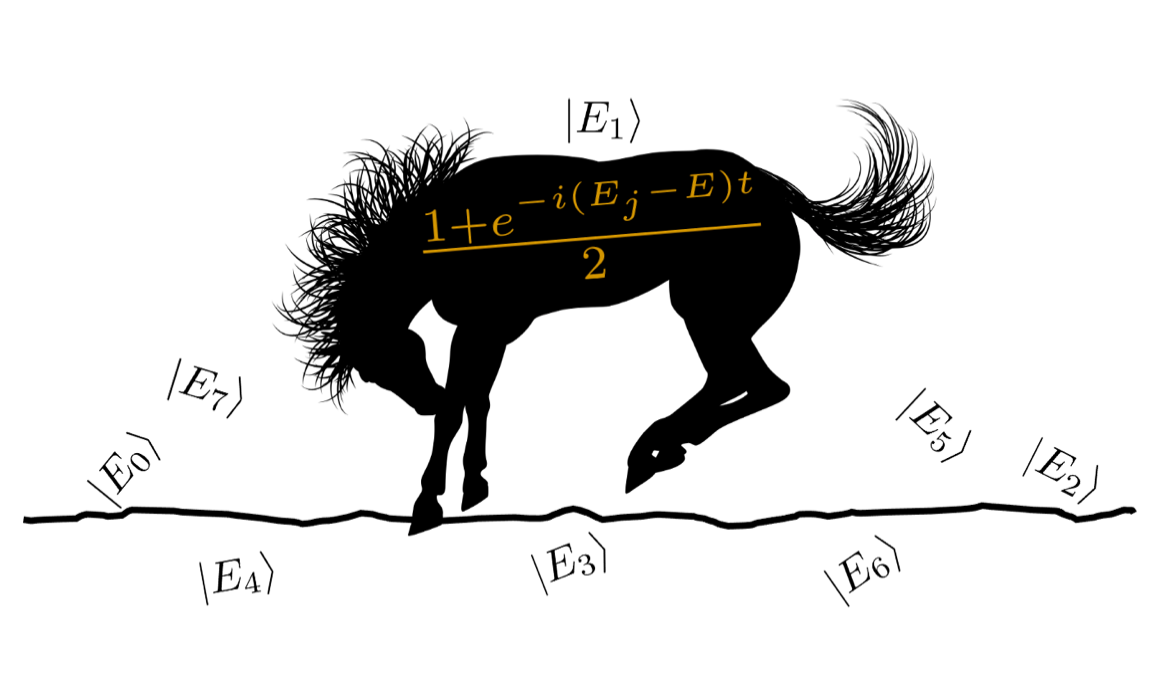 |E₁⟩
1+e^{-i(E_j-E)t}
2
|E₇⟩
|E₅⟩
|E₀⟩
|E₂⟩
|E₄⟩
|E₃⟩
|E₆⟩